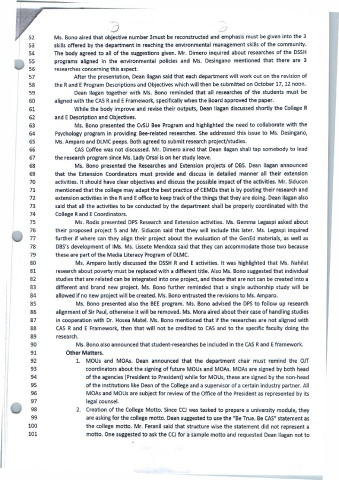 52 Ms. Bono aired that objective number 3must be reconstructed and emphasis must be given into the 3
53 skills offered by the department in reaching the environmental management skills of the community.
54 The body agreed to all of the suggestions given. Mr. Dimero inquired about researches of the DSSH
55 programs aligned in the environmental policies and Ms. Desingano mentioned that there are 3
56 researches concerning this aspect.
57 After the presentation, Dean Ilagan said that each department will work out on the revision of
58 the R and E Program Descriptions and Objectives which will then be submitted on October 17, 12 noon.
59 Dean Ilagan together with Ms. Bono reminded that all researches of the students must be
60 aligned with the CAS R and E Framework, specifically when the Board approved the paper.
61 While the body improve and revise their outputs, Dean Ilagan discussed shortly the College R
62 and E Description and Objectives.
63 Ms. Bono presented the CvSU Bee Program and highlighted the need to collaborate with the
64 Psychology program in providing Bee-related researches. She addressed this issue to Ms. Desingano,
65 Ms. Amparo and DLMC peeps. Both agreed to submit research project/studies.
66 CAS Coffee was not discussed. Mr. Dimero aired that Dean Ilagan shall tap somebody to lead
67 the research program since Ms. Lady Orsal is on her study leave.
68 Ms. Bono presented the Researches and Extension projects of DBS. Dean Ilagan announced
69 that the Extension Coordinators must provide and discuss in detailed manner all their extension
70 activities. It should have clear objectives and discuss the possible impact of the activities. Mr. Siducon
71 mentioned that the college may adapt the best practice of CEMDs that is by posting their research and
72 extension activities in the R and E office to keep track of the things that they are doing. Dean Ilagan also
73 said that all the activities to be conducted by the department shall be properly coordinated with the
74 College R and E Coordinators.
75 Ms. Rodis presented DPS Research and Extension activities. Ms. Gemma Legaspi asked about
76 their proposed project 5 and Mr. Siducon said that they will include this later. Ms. Legaspi inquired
77 further if where can they align their project about the evaluation of the GenEd materials, as well as
78 DBS's development of IMs. Ms. Lissete Mendoza said that they can accommodate those two because
79 these are part of the Media Literacy Program of DLMC.
80 Ms. Amparo lastly discussed the DSSH R and E activities. It was highlighted that Ms. Nahilat
81 research about poverty must be replaced with a different title. Also Ms. Bono suggested that individual
82 studies that are related can be integrated into one project, and those that are not can be created into a
83 different and brand new project. Ms. Bono further reminded that a single authorship study will be
84 allowed if no new project will be created. Ms. Bono entrusted the revisions to Ms. Amparo.
85 Ms. Bono presented also the BEE program. Ms. Bono advised the DPS to follow up research
86 alignment of Sir Paul, otherwise it will be removed. Ms. Mora aired about their case of handling studies
87 in cooperation with Dr. Hosea Matel. Ms. Bono mentioned that if the researches are not aligned with
88 CAS R and E Framework, then that will not be credited to CAS and to the specific faculty doing the
89 research.
90 Ms. Bono also announced that student-researches be included in the CAS R and E framework.
91 Other Matters.
92 1. MOUs and MOAs. Dean announced that the department chair must remind the OJT
93 coordinators about the signing of future MOUs and MOAs. MOAs are signed by both head
94 of the agencies (President to President) while for MOUs, these are signed by the non-head
95 of the institutions like Dean of the College and a supervisor of a certain industry partner. All
96 MOAs and MOUs are subject for review of the Office of the President as represented by its
97 legal counsel.
98 2. Creation of the College Motto. Since CCJ was tasked to prepare a university module, they
99 are asking for the college motto. Dean suggested to use the "Be True. Be CAS" statement as
100 the college motto. Mr. Feranil said that structure wise the statement did not represent a
101 motto. One suggested to ask the CCJ for a sample motto and requested Dean Ilagan not to